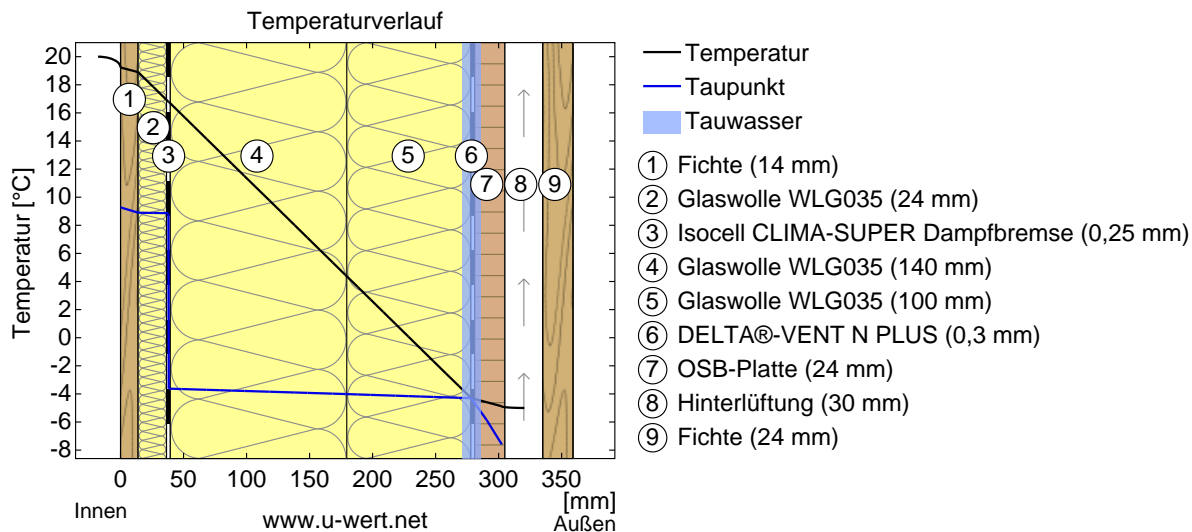 Temperaturverlauf
20
18
16
14
12
10
8
6
4
2
0
-2
-4
-6
-8
Temperatur [°C]
1
2
3
4
5
6
7
8
9
0 50 100 150 200 250 300 350
[mm]
Innen
www.u-wert.net
Außen
Temperatur
Taupunkt
Tauwasser
1 Fichte (14 mm)
2 Glaswolle WLG035 (24 mm)
3 Isocell CLIMA-SUPER Dampfbremse (0,25 mm)
4 Glaswolle WLG035 (140 mm)
5 Glaswolle WLG035 (100 mm)
6 DELTA®-VENT N PLUS (0,3 mm)
7 OSB-Platte (24 mm)
8 Hinterlüftung (30 mm)
9 Fichte (24 mm)